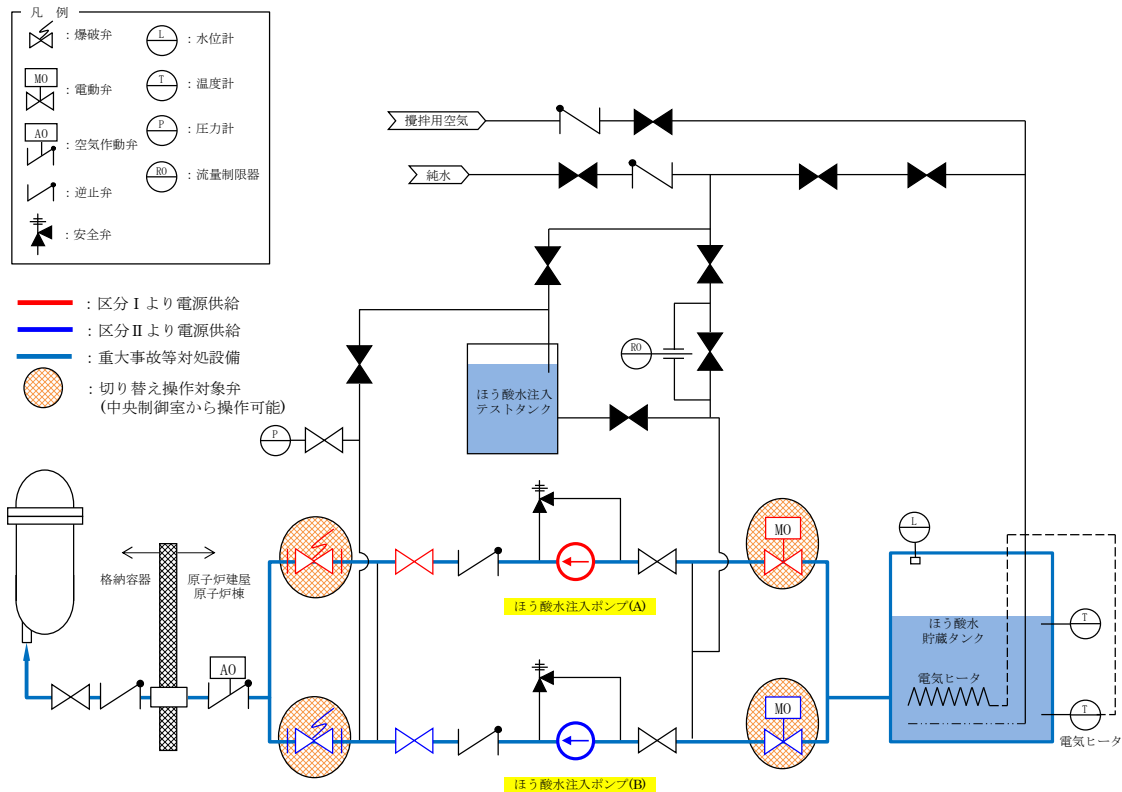 凡 例
：爆破弁
L
：水位計
MO
：電動弁
T
：温度計
AO
：空気作動弁
P
：圧力計
：逆止弁
RO
：流量制限器
：安全弁
：区分Ⅰより電源供給
：区分Ⅱより電源供給
：重大事故等対処設備
：切り替え操作対象弁
(中央制御室から操作可能)
攪拌用空気
純水
RO
ほう酸水注入
テストタンク
P
格納容器
原子炉建屋
原子炉棟
AO
MO
ほう酸水注入ポンプ(A)
MO
ほう酸水注入ポンプ(B)
L
ほう酸水
貯蔵タンク
電気ヒータ
T
T
電気ヒータ